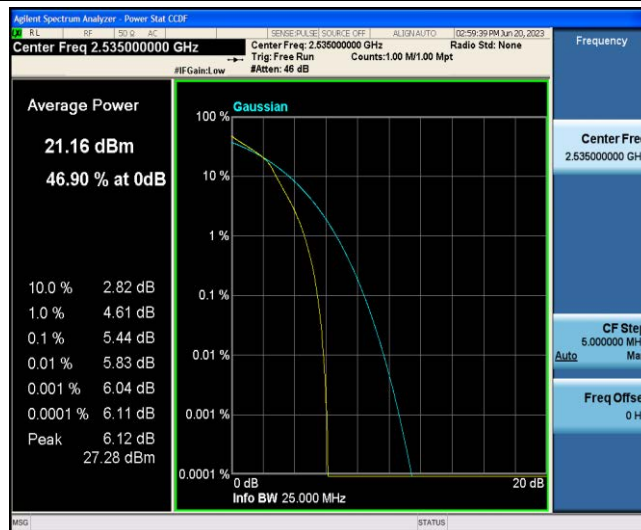 Agilent Spectrum Analyzer - Power Stat CCDF
RL RF 50 Ω AC SENSE:PULSE SOURCE OFF ALIGNAUTO 02:59:39 PM Jun 20, 2023
Center Freq 2.535000000 GHz
Center Freq: 2.535000000 GHz Radio Std: None
Trig: Free Run Counts:1.00 M/1.00 Mpt
#IFGain:Low #Atten: 46 dB
Frequency
Average Power
21.16 dBm
46.90 % at 0dB
10.0 % 2.82 dB
1.0 % 4.61 dB
0.1 % 5.44 dB
0.01 % 5.83 dB
0.001 % 6.04 dB
0.0001 % 6.11 dB
Peak 6.12 dB
27.28 dBm
Gaussian
100 %
10 %
1 %
0.1 %
0.01 %
0.001 %
0.0001 %
0 dB 20 dB
Info BW 25.000 MHz
Center Fre
2.535000000 GH
CF Ste
5.000000 MH
Auto Ma
Freq Offse
0 H
MSG STATUS